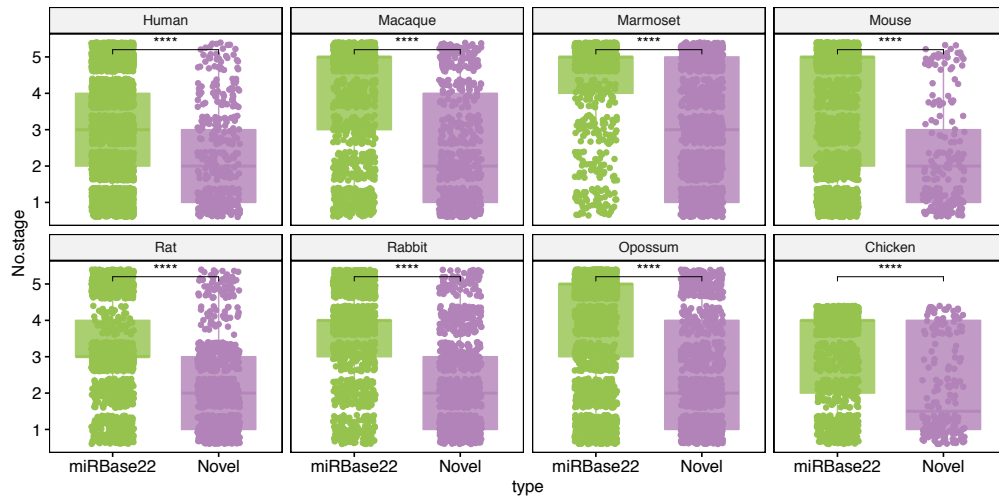 Human Macaque Marmoset Mouse
**** **** **** ****
5
4
3
2
1
No.stage
Rat Rabbit Opossum Chicken
**** **** **** ****
5
4
3
2
1
miRBase22 Novel miRBase22 Novel miRBase22 Novel miRBase22 Novel
type